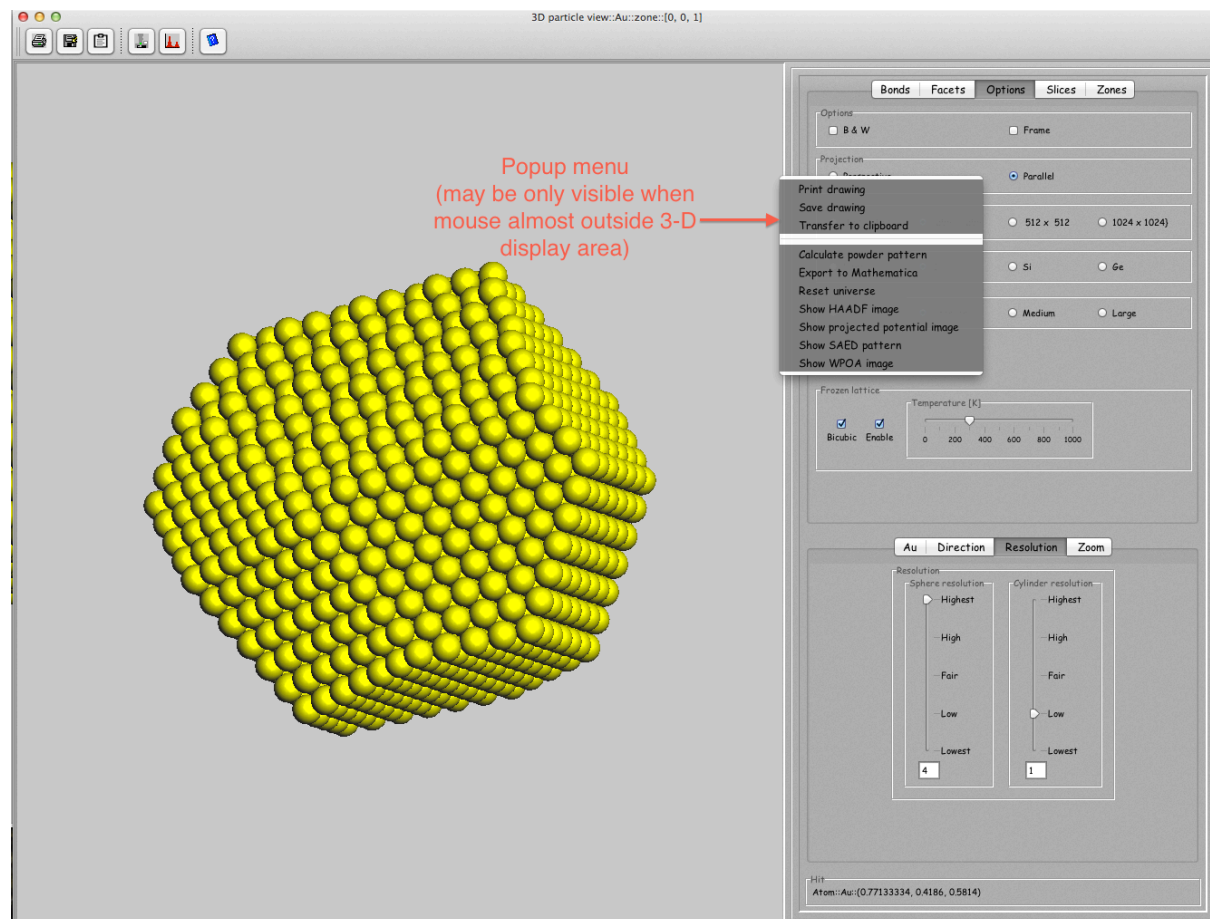 3D particle view::Au::zone::[0, 0, 1]
Bonds Facets Options Slices Zones
Options
B & W Frame
Projection
Parallel
Popup menu
(may be only visible when
mouse almost outside 3-D
display area)
Print drawing
Save drawing
Transfer to clipboard
Calculate powder pattern
Export to Mathematica
Reset universe
Show HAADF image
Show projected potential image
Show SAED pattern
Show WPOA image
512 x 512 1024 x 1024)
Si Ge
Medium Large
Frozen lattice
Temperature [K]
Bicubic Enable
0 200 400 600 800 1000
Au Direction Resolution Zoom
Resolution
Sphere resolution Cylinder resolution
Highest Highest
High High
Fair Fair
Low Low
Lowest Lowest
4 1
Hit
Atom::Au::(0.77133334, 0.4186, 0.5814)